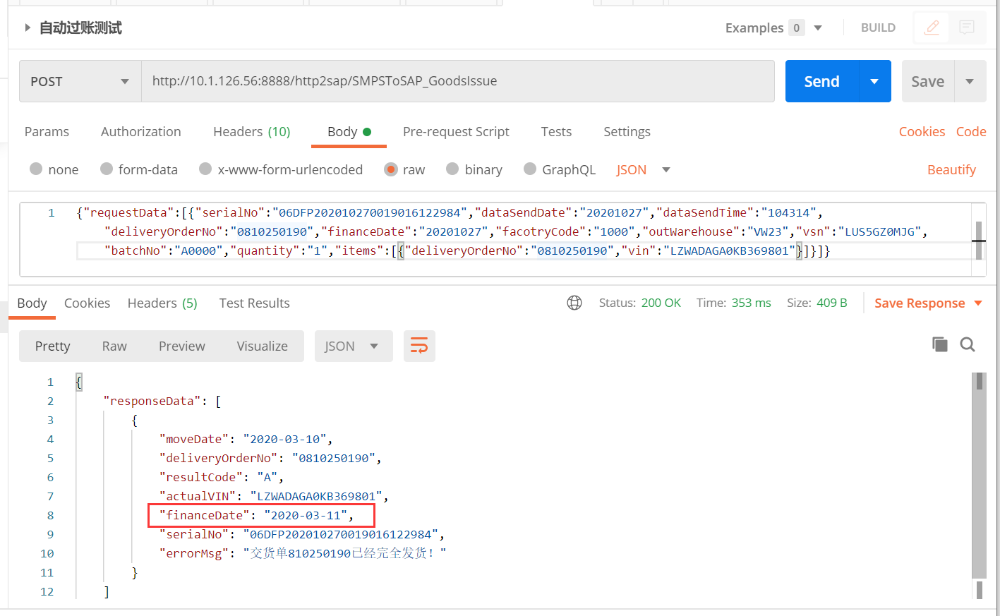 自动过账测试
Examples 0
BUILD
POST
http://10.1.126.56:8888/http2sap/SMPSToSAP_GoodsIssue
Send
Save
Params Authorization Headers (10) Body Pre-request Script Tests Settings Cookies Code
none form-data x-www-form-urlencoded raw binary GraphQL JSON Beautify
1 {"requestData":[{"serialNo":"06DFP202010270019016122984","dataSendDate":"20201027","dataSendTime":"104314",
"deliveryOrderNo":"0810250190","financeDate":"20201027","facotryCode":"1000","outWarehouse":"VW23","vsn":"LUS5GZ0MJG",
"batchNo":"A0000","quantity":"1","items":[{"deliveryOrderNo":"0810250190","vin":"LZWADAGA0KB369801"}]}]}
Body Cookies Headers (5) Test Results Status: 200 OK Time: 353 ms Size: 409 B Save Response
Pretty Raw Preview Visualize JSON
1 {
2 "responseData": [
3 {
4 "moveDate": "2020-03-10",
5 "deliveryOrderNo": "0810250190",
6 "resultCode": "A",
7 "actualVIN": "LZWADAGA0KB369801",
8 "financeDate": "2020-03-11",
9 "serialNo": "06DFP202010270019016122984",
10 "errorMsg": "交货单810250190已经完全发货！"
11 }
12 ]